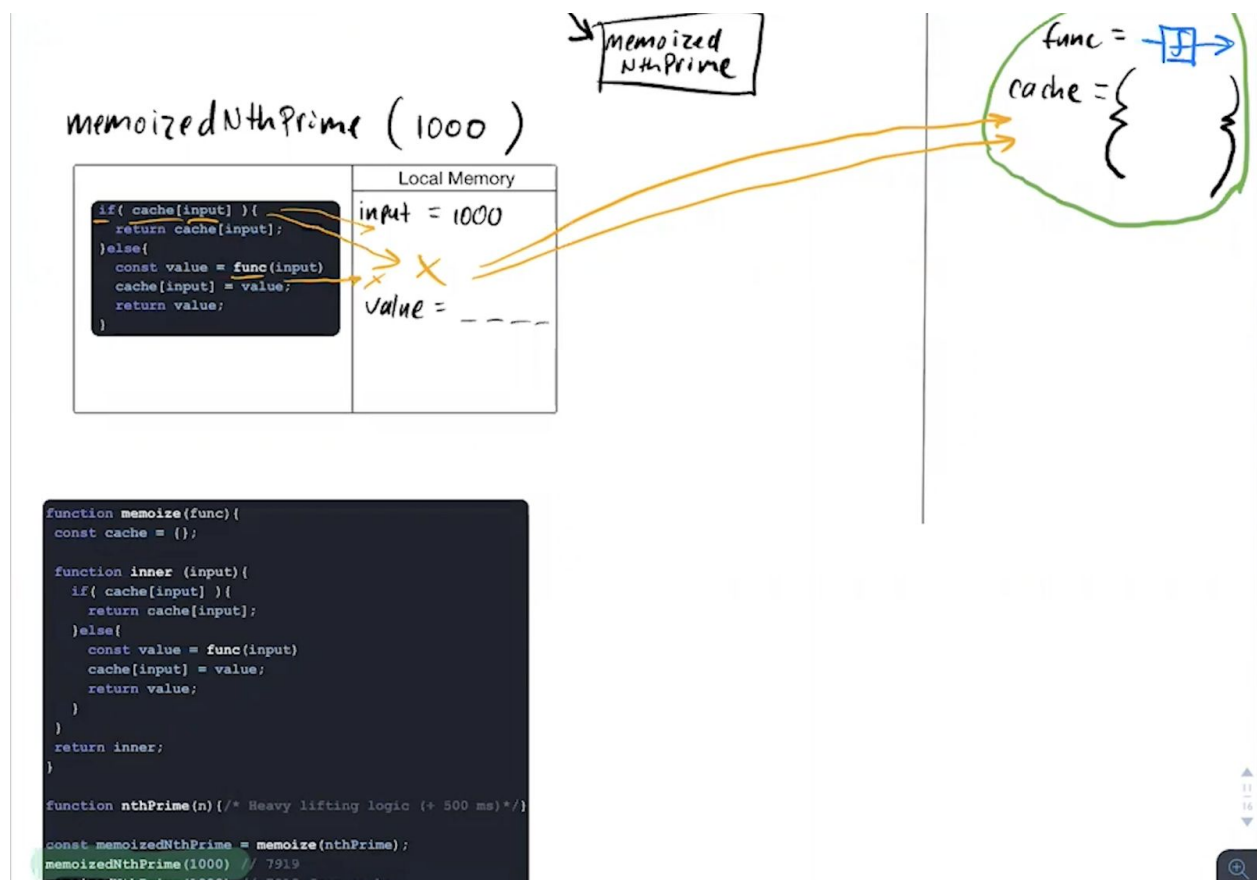 memoized
NthPrime
func =
cache = {        }
memoizedNthPrime ( 1000 )
Local Memory
if( cache[input] ){
return cache[input];
}else{
const value = func(input)
cache[input] = value;
return value;
}
input = 1000
value = _ _ _ _
function memoize(func){
const cache = {};
function inner (input){
if( cache[input] ){
return cache[input];
}else{
const value = func(input)
cache[input] = value;
return value;
}
}
return inner;
}
function nthPrime(n){/* Heavy lifting logic (+ 500 ms)*/}
const memoizedNthPrime = memoize(nthPrime);
memoizedNthPrime(1000) // 7919
11
16